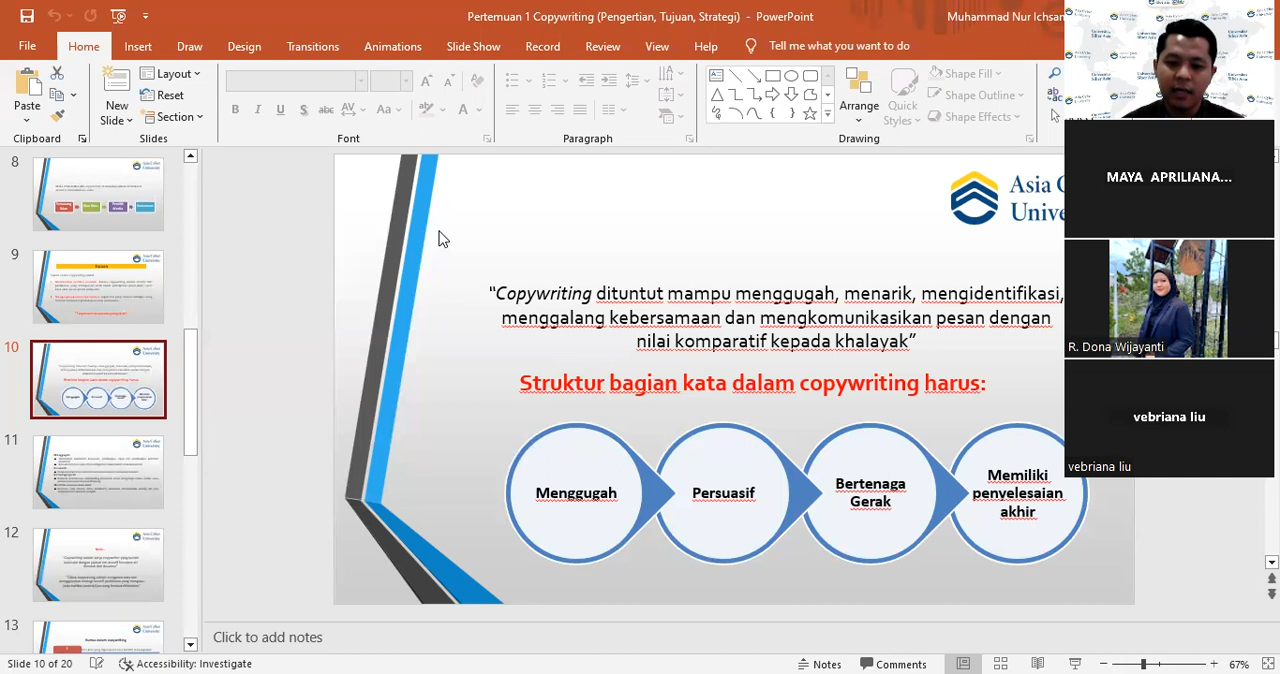 Pertemuan 1 Copywriting (Pengertian, Tujuan, Strategi) - PowerPoint
Muhammad Nur Ichsan
File Home Insert Draw Design Transitions Animations Slide Show Record Review View Help Tell me what you want to do
Paste
Clipboard
New Slide
Layout
Reset
Section
Slides
B I U S abc AV Aa A
Font
Paragraph
Arrange
Quick Styles
Shape Fill
Shape Outline
Shape Effects
Drawing
8
9
10
11
12
13
Asia
Univer
"Copywriting dituntut mampu menggugah, menarik, mengidentifikasi,
menggalang kebersamaan dan mengkomunikasikan pesan dengan
nilai komparatif kepada khalayak"
Struktur bagian kata dalam copywriting harus:
Menggugah
Persuasif
Bertenaga
Gerak
Memiliki
penyelesaian
akhir
MAYA APRILIANA...
R. Dona Wijayanti
vebriana liu
vebriana liu
Click to add notes
Slide 10 of 20
Accessibility: Investigate
Notes
Comments
67%